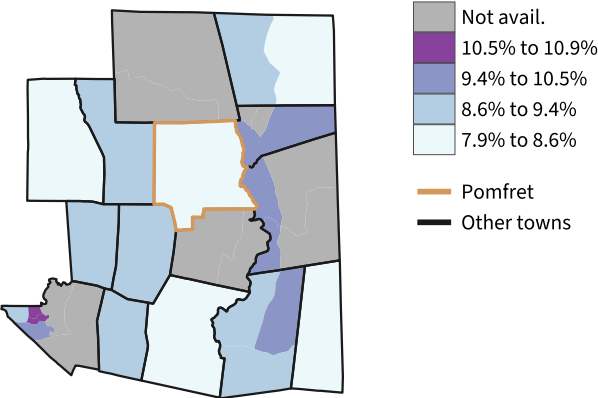 Not avail.
10.5% to 10.9%
9.4% to 10.5%
8.6% to 9.4%
7.9% to 8.6%
Pomfret
Other towns